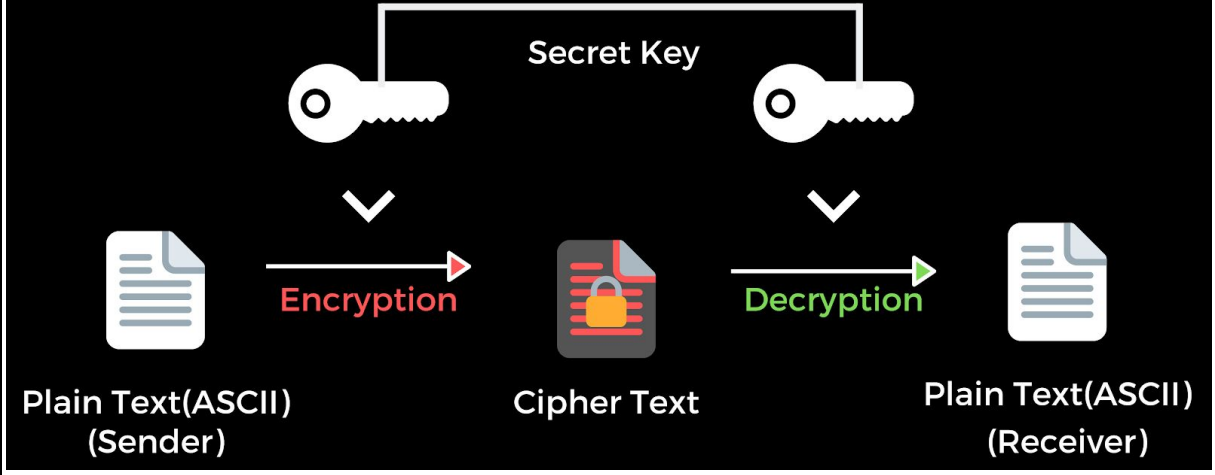 Secret Key
Encryption
Decryption
Plain Text(ASCII)
(Sender)
Cipher Text
Plain Text(ASCII)
(Receiver)